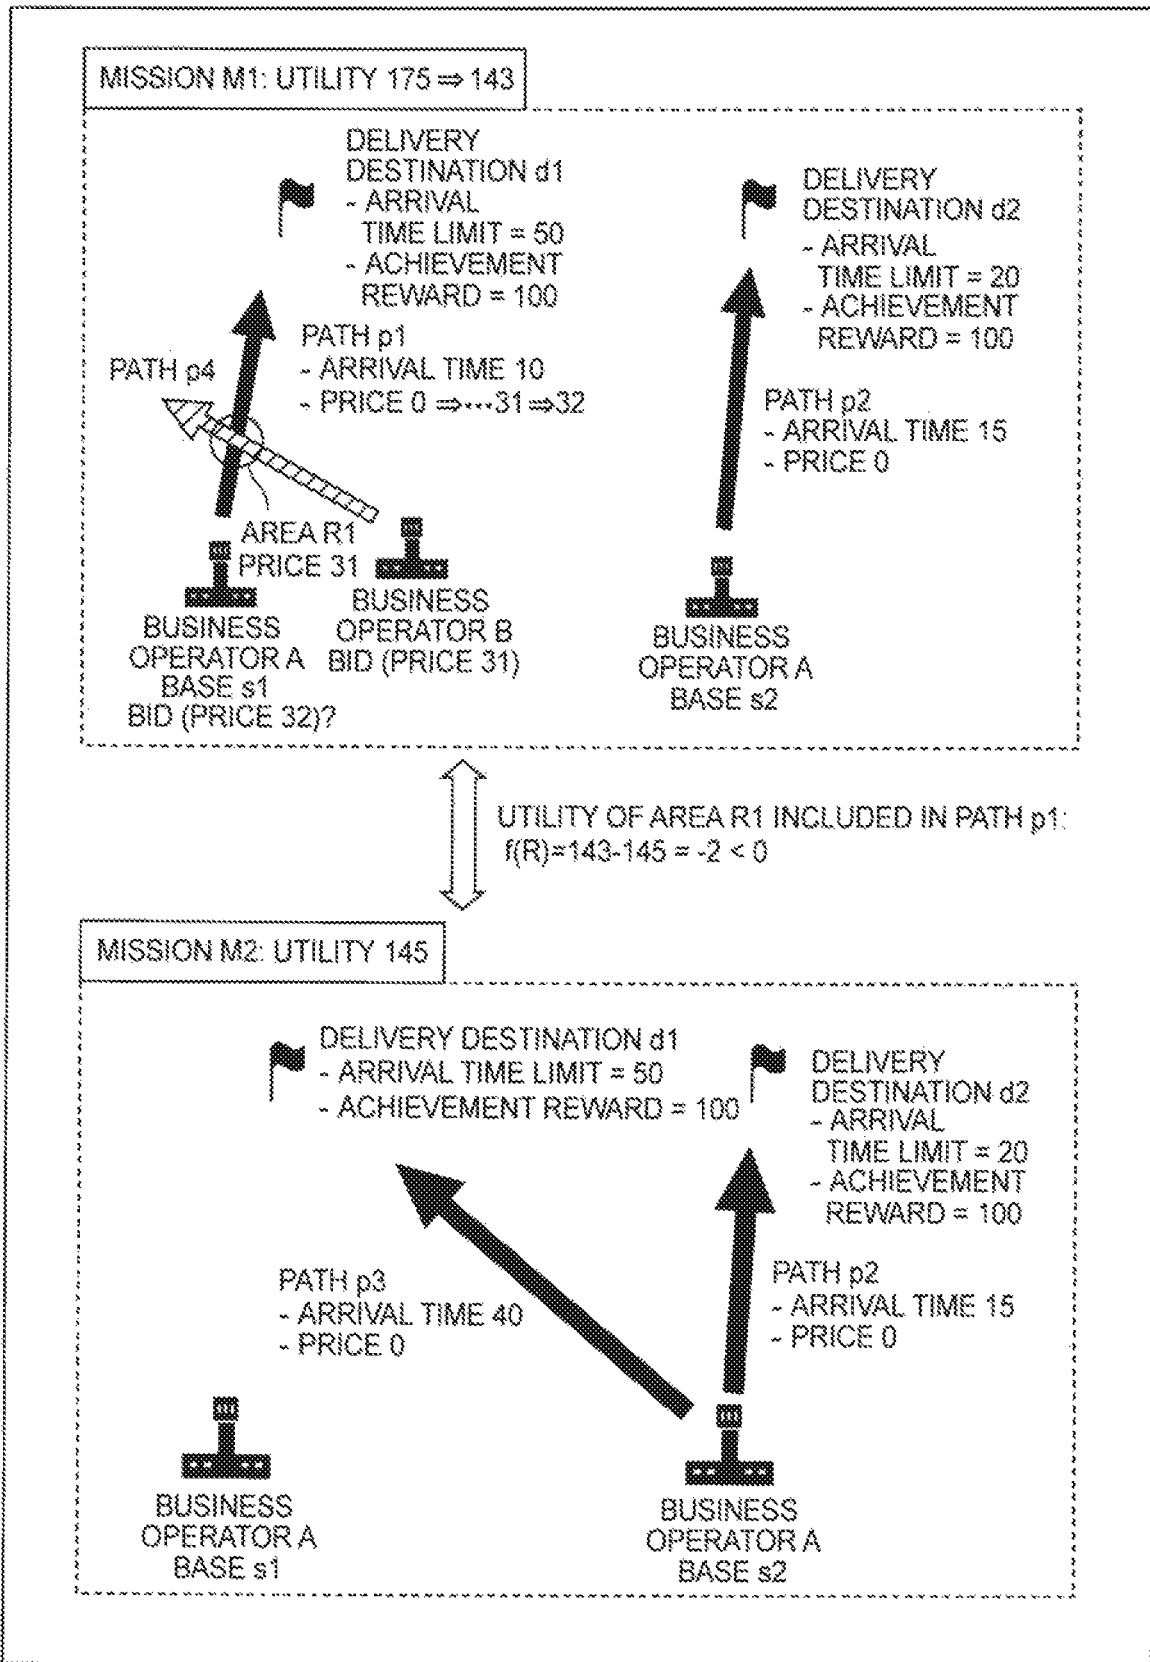 MISSION M1: UTILITY 175 ⇒ 143
DELIVERY
DESTINATION d1
- ARRIVAL
TIME LIMIT = 50
- ACHIEVEMENT
REWARD = 100
DELIVERY
DESTINATION d2
- ARRIVAL
TIME LIMIT = 20
- ACHIEVEMENT
REWARD = 100
PATH p4
PATH p1
- ARRIVAL TIME 10
- PRICE 0 ⇒···31⇒32
PATH p2
- ARRIVAL TIME 15
- PRICE 0
AREA R1
PRICE 31
BUSINESS
OPERATOR A
BASE s1
BID (PRICE 32)?
BUSINESS
OPERATOR B
BID (PRICE 31)
BUSINESS
OPERATOR A
BASE s2
UTILITY OF AREA R1 INCLUDED IN PATH p1:
f(R)=143-145 = -2 < 0
MISSION M2: UTILITY 145
DELIVERY DESTINATION d1
- ARRIVAL TIME LIMIT = 50
- ACHIEVEMENT REWARD = 100
DELIVERY
DESTINATION d2
- ARRIVAL
TIME LIMIT = 20
- ACHIEVEMENT
REWARD = 100
PATH p3
- ARRIVAL TIME 40
- PRICE 0
PATH p2
- ARRIVAL TIME 15
- PRICE 0
BUSINESS
OPERATOR A
BASE s1
BUSINESS
OPERATOR A
BASE s2